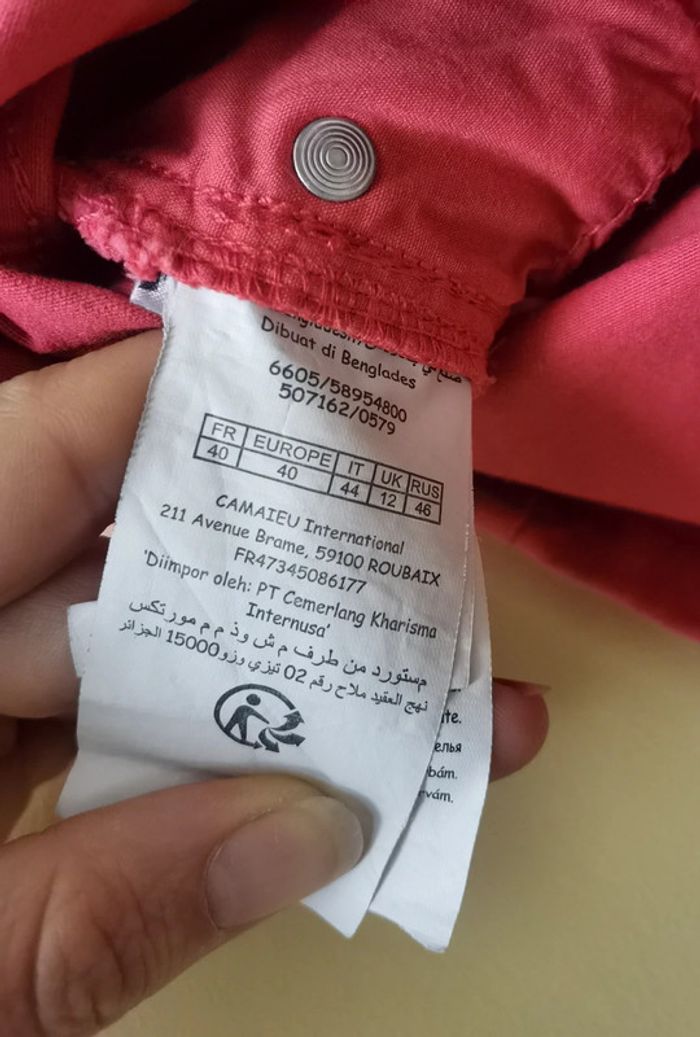 Dibuat di Benglades
6605/58954800
507162/0579
FR EUROPE IT UK RUS
40 40 44 12 46
CAMAIEU International
211 Avenue Brame, 59100 ROUBAIX
FR47345086177
'Diimpor oleh: PT Cemerlang Kharisma
Internusa'
مستورد من طرف م ش وذ م م مورتكس
نهج العقيد ملاح رقم 02 تيزي وزو15000 الجزائر